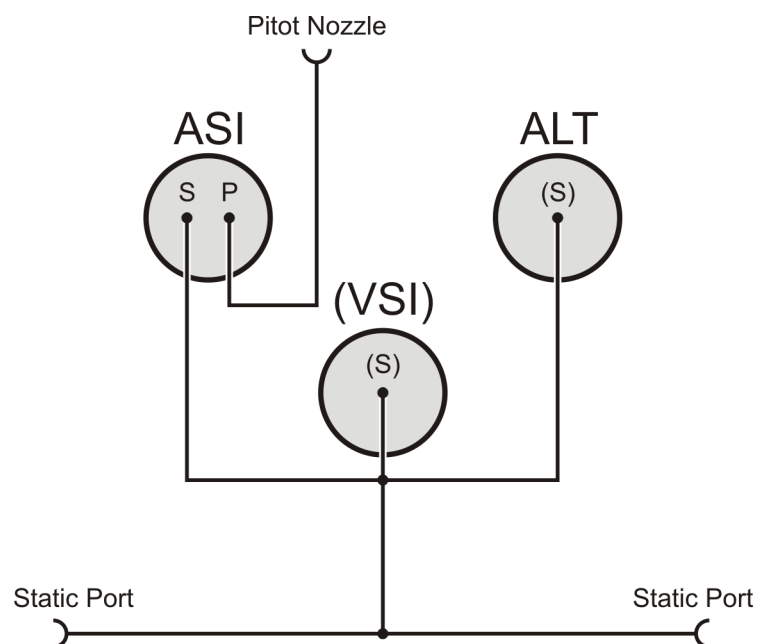 Pitot Nozzle
ASI
ALT
S P
(S)
(VSI)
(S)
Static Port
Static Port